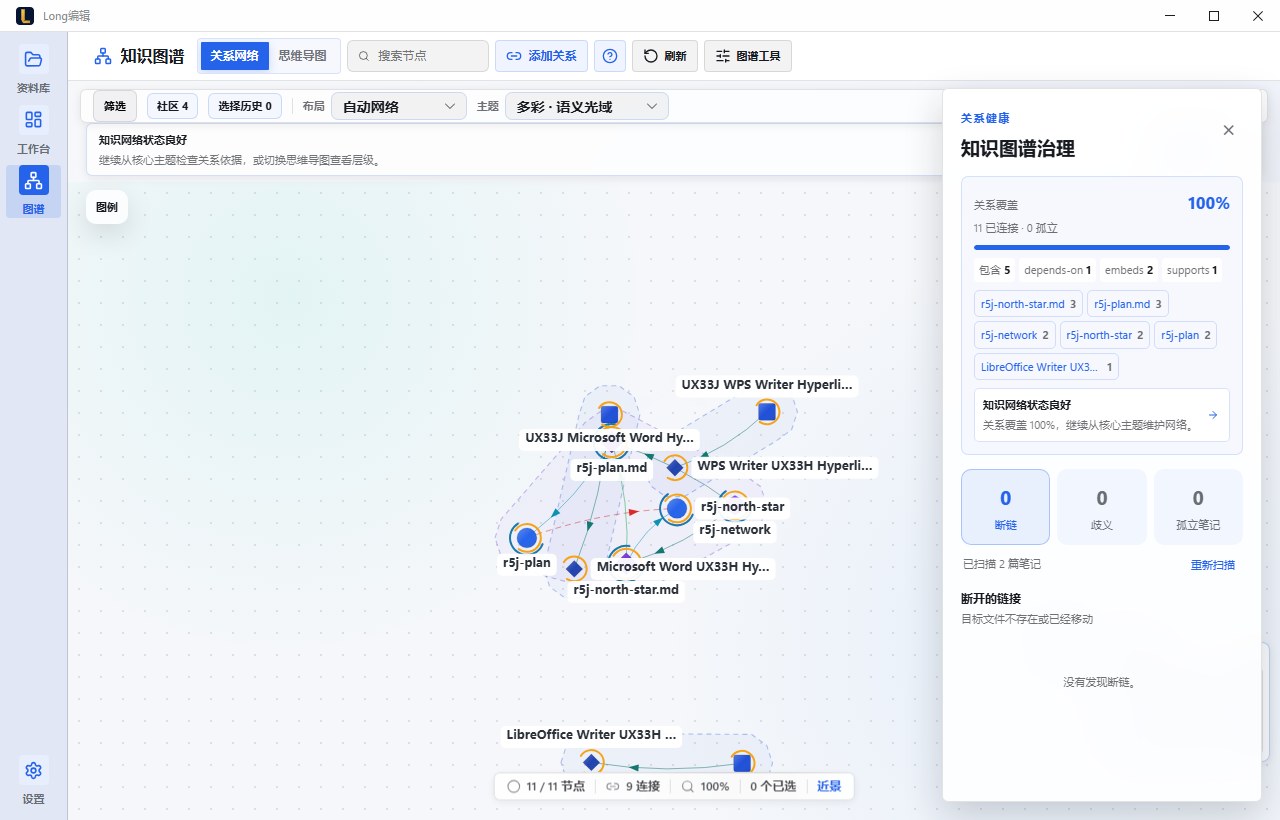 Long编辑
资料库
工作台
图谱
设置
知识图谱
关系网络
思维导图
搜索节点
添加关系
刷新
图谱工具
筛选
社区 4
选择历史 0
布局
自动网络
主题
多彩 · 语义光域
知识网络状态良好
继续从核心主题检查关系依据，或切换思维导图查看层级。
图例
UX33J WPS Writer Hyperli...
UX33J Microsoft Word Hy...
r5j-plan.md
WPS Writer UX33H Hyperli...
r5j-north-star
r5j-network
r5j-plan
Microsoft Word UX33H Hy...
r5j-north-star.md
LibreOffice Writer UX33H ...
11 / 11 节点
9 连接
100%
0 个已选
近景
关系健康
知识图谱治理
关系覆盖
100%
11 已连接 · 0 孤立
包含 5
depends-on 1
embeds 2
supports 1
r5j-north-star.md 3
r5j-plan.md 3
r5j-network 2
r5j-north-star 2
r5j-plan 2
LibreOffice Writer UX3... 1
知识网络状态良好
关系覆盖 100%，继续从核心主题维护网络。
0
断链
0
歧义
0
孤立笔记
已扫描 2 篇笔记
重新扫描
断开的链接
目标文件不存在或已经移动
没有发现断链。